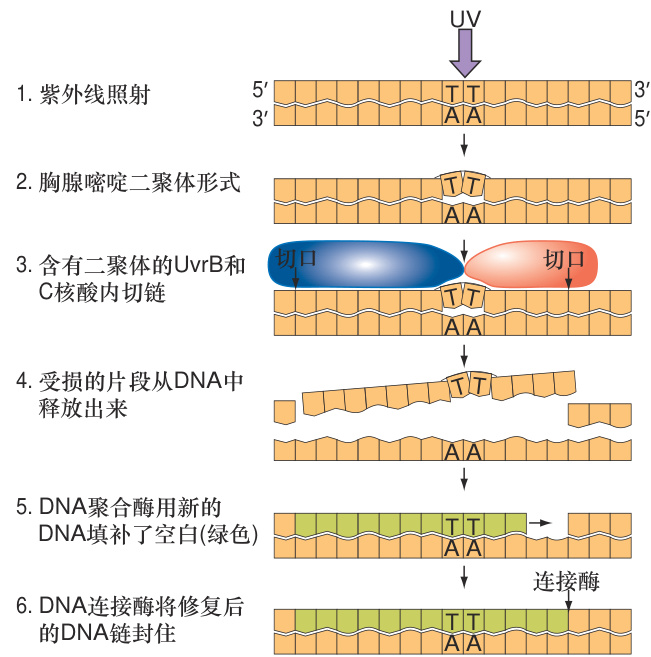 UV
1. 紫外线照射
5′ T T 3′
3′ A A 5′
2. 胸腺嘧啶二聚体形式
T T
A A
3. 含有二聚体的UvrB和
C核酸内切链
切口 切口
T T
A A
4. 受损的片段从DNA中
释放出来
T T
A A
5. DNA聚合酶用新的
DNA填补了空白(绿色)
T T
A A
连接酶
6. DNA连接酶将修复后
的DNA链封住
T T
A A